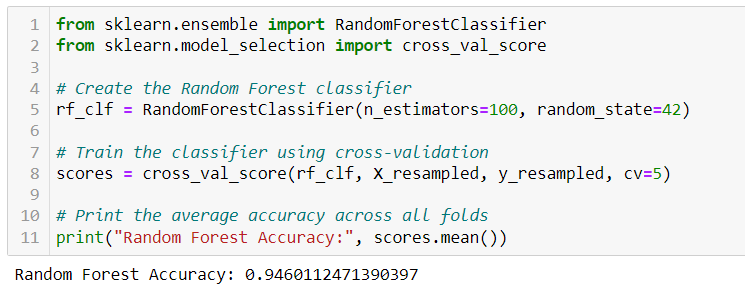 1 from sklearn.ensemble import RandomForestClassifier
2 from sklearn.model_selection import cross_val_score
3
4 # Create the Random Forest classifier
5 rf_clf = RandomForestClassifier(n_estimators=100, random_state=42)
6
7 # Train the classifier using cross-validation
8 scores = cross_val_score(rf_clf, X_resampled, y_resampled, cv=5)
9
10 # Print the average accuracy across all folds
11 print("Random Forest Accuracy:", scores.mean())
Random Forest Accuracy: 0.9460112471390397